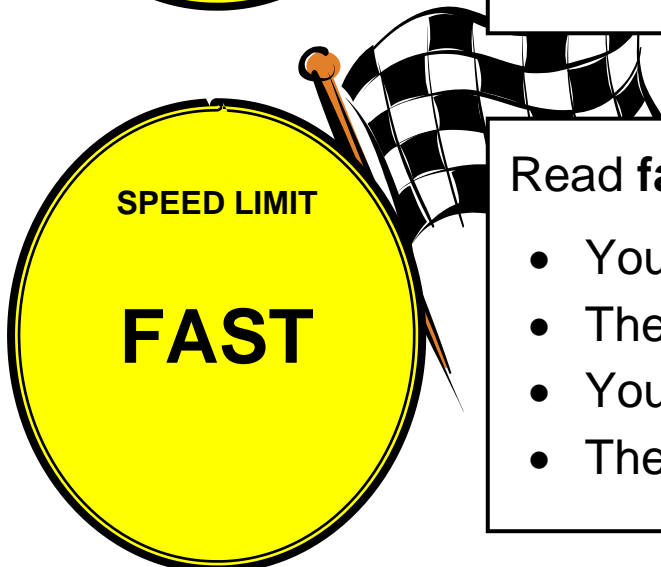 SPEED LIMIT
FAST
Read
• You
• The
• You
• The